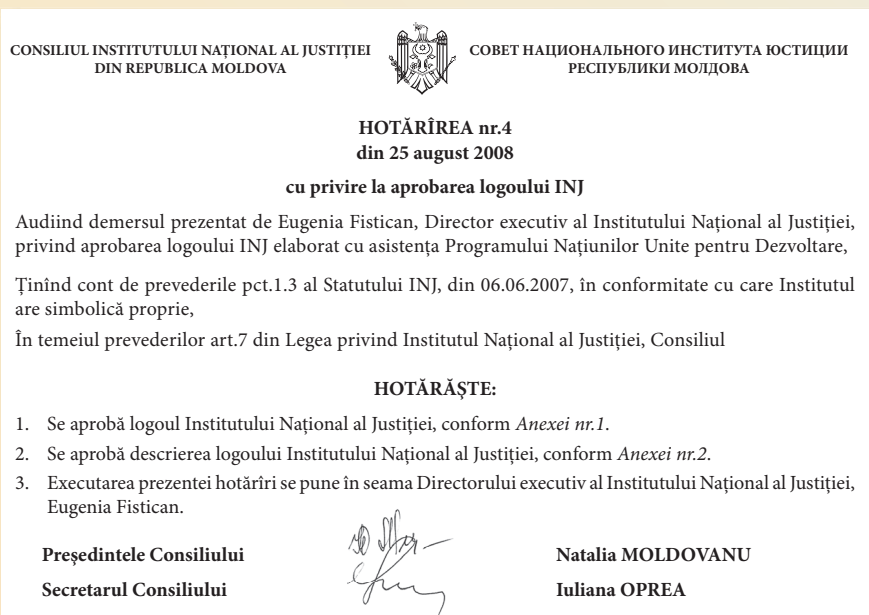 CONSILIUL INSTITUTULUI NAȚIONAL AL JUSTIȚIEI
DIN REPUBLICA MOLDOVA
СОВЕТ НАЦИОНАЛЬНОГО ИНСТИТУТА ЮСТИЦИИ
РЕСПУБЛИКИ МОЛДОВА
HOTĂRÎREA nr.4
din 25 august 2008
cu privire la aprobarea logoului INJ
Audiind demersul prezentat de Eugenia Fistican, Director executiv al Institutului Național al Justiției,
privind aprobarea logoului INJ elaborat cu asistența Programului Națiunilor Unite pentru Dezvoltare,
Ținînd cont de prevederile pct.1.3 al Statutului INJ, din 06.06.2007, în conformitate cu care Institutul
are simbolică proprie,
În temeiul prevederilor art.7 din Legea privind Institutul Național al Justiției, Consiliul
HOTĂRĂȘTE:
1. Se aprobă logoul Institutului Național al Justiției, conform Anexei nr.1.
2. Se aprobă descrierea logoului Institutului Național al Justiției, conform Anexei nr.2.
3. Executarea prezentei hotărîri se pune în seama Directorului executiv al Institutului Național al Justiției,
Eugenia Fistican.
Președintele Consiliului Natalia MOLDOVANU
Secretarul Consiliului Iuliana OPREA